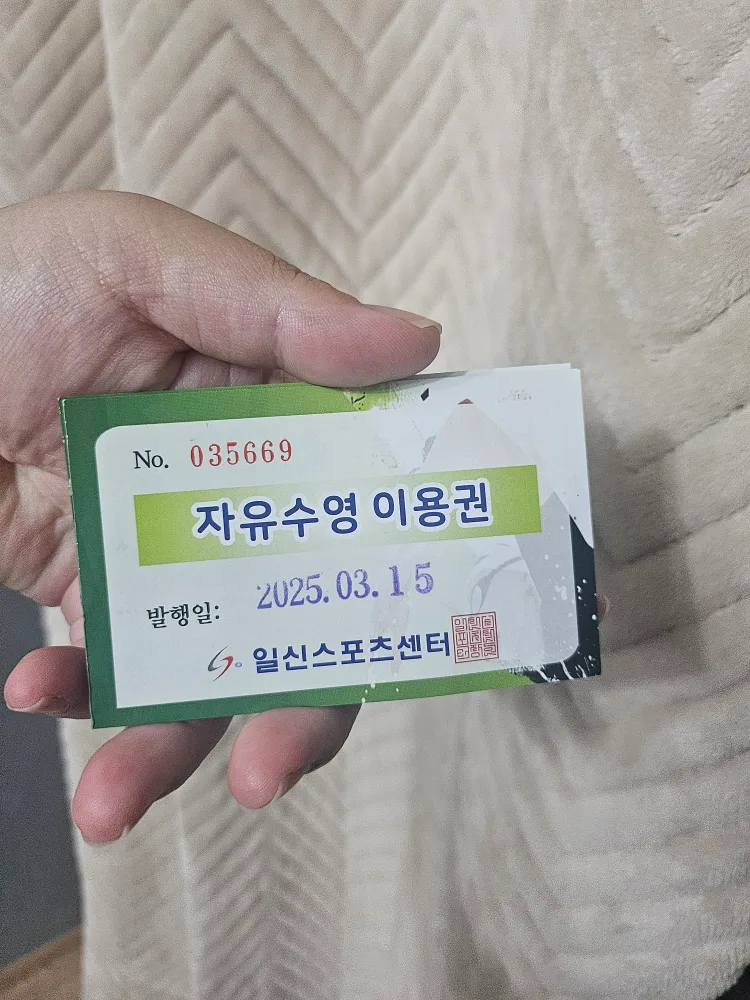 No. 035669
자유수영 이용권
발행일: 2025.03.15
일신스포츠센터